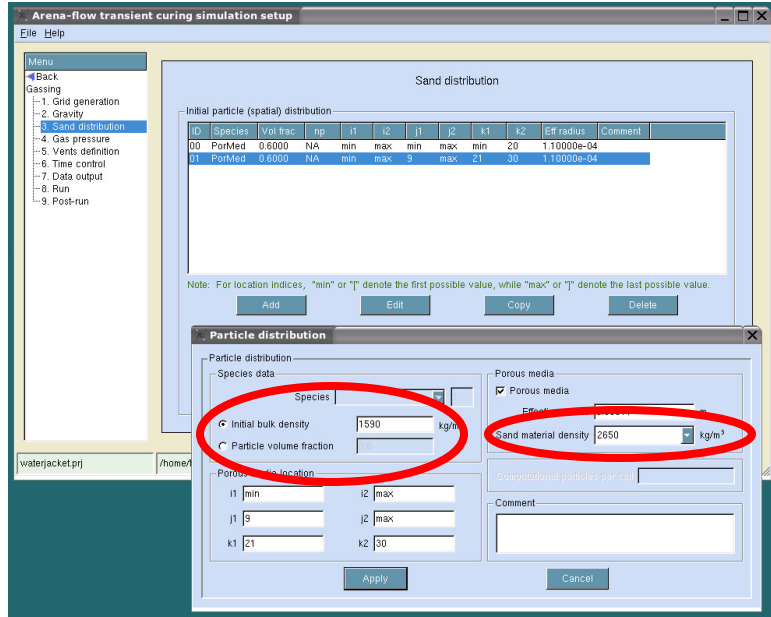 Arena-flow transient curing simulation setup
File Help
Menu
Back
Gassing
1. Grid generation
2. Gravity
3. Sand distribution
4. Gas pressure
5. Vents definition
6. Time control
7. Data output
8. Run
9. Post-run
Sand distribution
Initial particle (spatial) distribution
ID Species Vol frac np i1 i2 j1 j2 k1 k2 Eff radius Comment
00 PorMed 0.6000 NA min max min max min 20 1.10000e-04
01 PorMed 0.6000 NA min max 9 max 21 30 1.10000e-04
Note: For location indices, "min" or "[" denote the first possible value, while "max" or "]" denote the last possible value.
Add Edit Copy Delete
waterjacket.prj
Particle distribution
Particle distribution
Species data
Species
Initial bulk density 1590
Particle volume fraction
Porous media
Porous media
Sand material density 2650 kg/m³
Computational particles per cell
location
i1 min i2 max
j1 9 j2 max
k1 21 k2 30
Comment
Apply Cancel